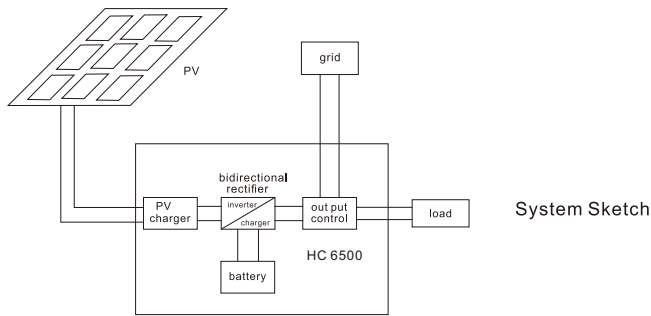 PV
grid
bidirectional
rectifier
PV
charger
inverter
charger
out put
control
load
battery
HC 6500
System Sketch